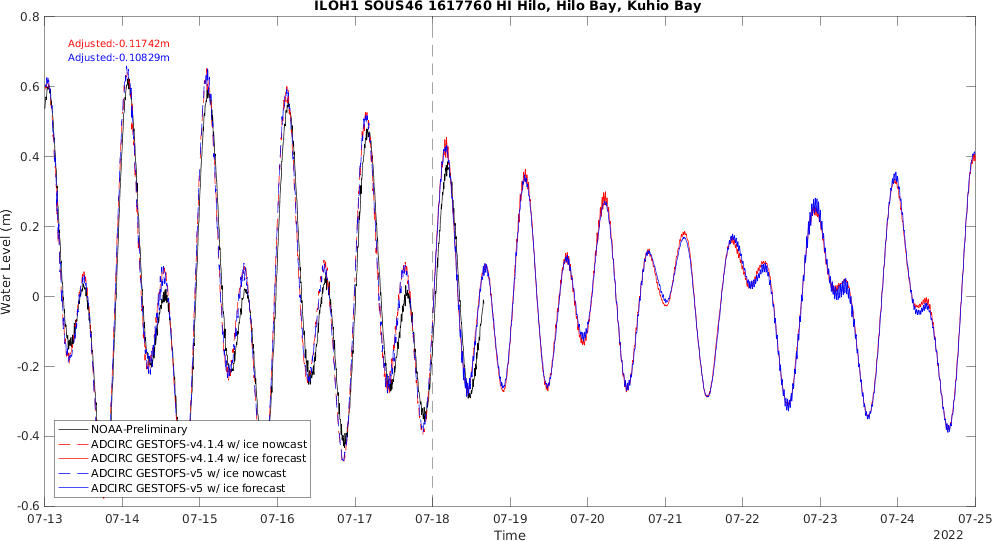 ILOH1 SOUS46 1617760 HI Hilo, Hilo Bay, Kuhio Bay
0.8
Adjusted:-0.11742m
Adjusted:-0.10829m
0.6
0.4
0.2
0
-0.2
-0.4
-0.6
Water Level (m)
NOAA-Preliminary
ADCIRC GESTOFS-v4.1.4 w/ ice nowcast
ADCIRC GESTOFS-v4.1.4 w/ ice forecast
ADCIRC GESTOFS-v5 w/ ice nowcast
ADCIRC GESTOFS-v5 w/ ice forecast
07-13 07-14 07-15 07-16 07-17 07-18 07-19 07-20 07-21 07-22 07-23 07-24 07-25
Time
2022